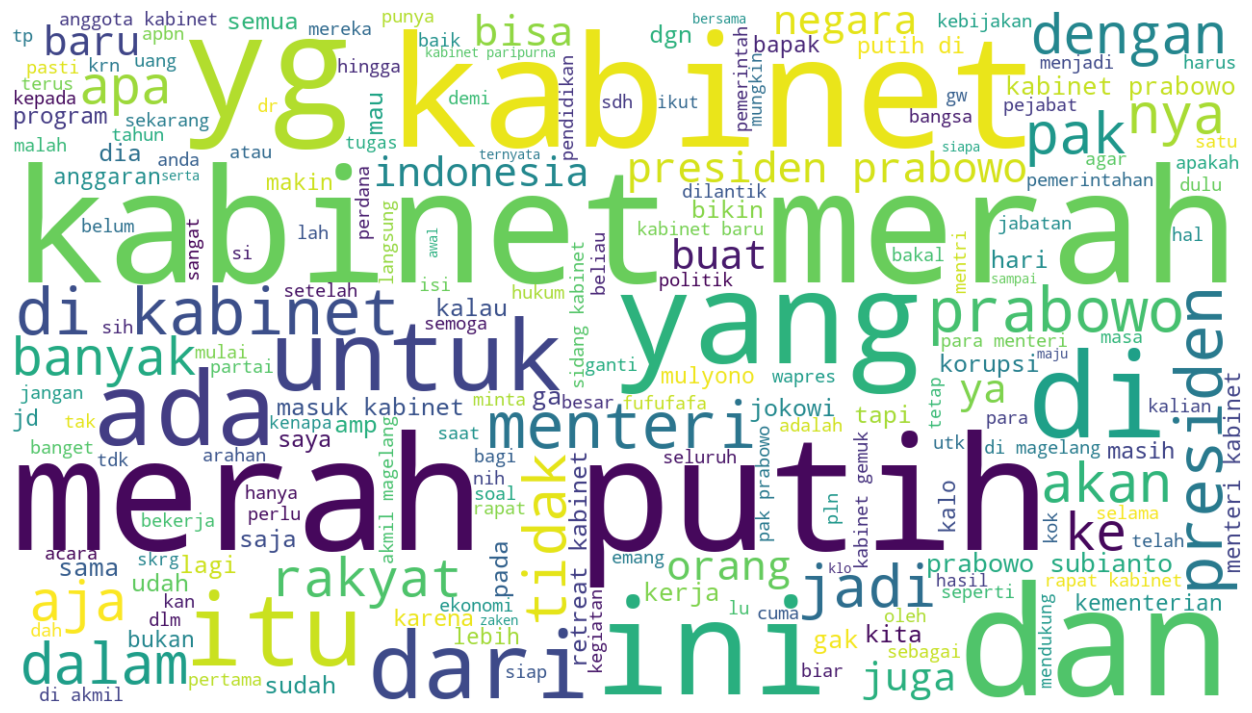 anggota kabinet
punya
bersama
tp
apbn
semua
mereka
baik
bisa
negara
kebijakan
dengan
baru
yg
kabinet
kabinet paripurna
dgn
bapak
putih di
menjadi
harus
pasti
krn
uang
hingga
terus
kepada
apa
dr
mau
demi
pendidikan
sdh
ikut
pemerintah
mungkin
gw
bangsa
kabinet prabowo
pejabat
nya
program
sekarang
tahun
tugas
pak
satu
malah
dia
anda
atau
ternyata
siapa
agar
apakah
anggaran
serta
makin
indonesia
presiden prabowo
pemerintahan
dulu
kabinet merah
perdana
langsung
dilantik
bikin
jabatan
belum
lah
awal
kabinet baru
hal
sangat
si
buat
bakal
hari
mentri
beliau
politik
sampai
setelah
isi
hukum
di kabinet
sih
untuk
kalau
semoga
sidang kabinet
yang
prabowo
presiden
para menteri
masa
banyak
mulai
partai
ganti
korupsi
maju
jangan
ada
minta
mulyono
wapres
di
menteri kabinet
jd
masuk kabinet
ga
besar
fufufafa
ya
tetap
kalian
tak
kenapa
amp
menteri
jokowi
tapi
para
banget
saya
saat
adalah
utk
di magelang
masih
tdk
arahan
akmil magelang
bagi
tidak
retreat kabinet
seluruh
pak prabowo
kabinet gemuk
merah putih
nih
hanya
soal
pln
akan
bekerja
perlu
rapat
kalo
selama
skrg
saja
kok
ke
telah
acara
sama
lagi
pada
emang
klo
prabowo subianto
udah
rakyat
orang
jadi
hasil
rapat kabinet
aja
kan
ekonomi
kerja
lu
cuma
seperti
kementerian
dah
dlm
itu
karena
zaken
kegiatan
oleh
dan
bukan
lebih
gak
kita
sebagai
mendukung
dalam
dari
ini
pertama
sudah
siap
biar
juga
di akmil